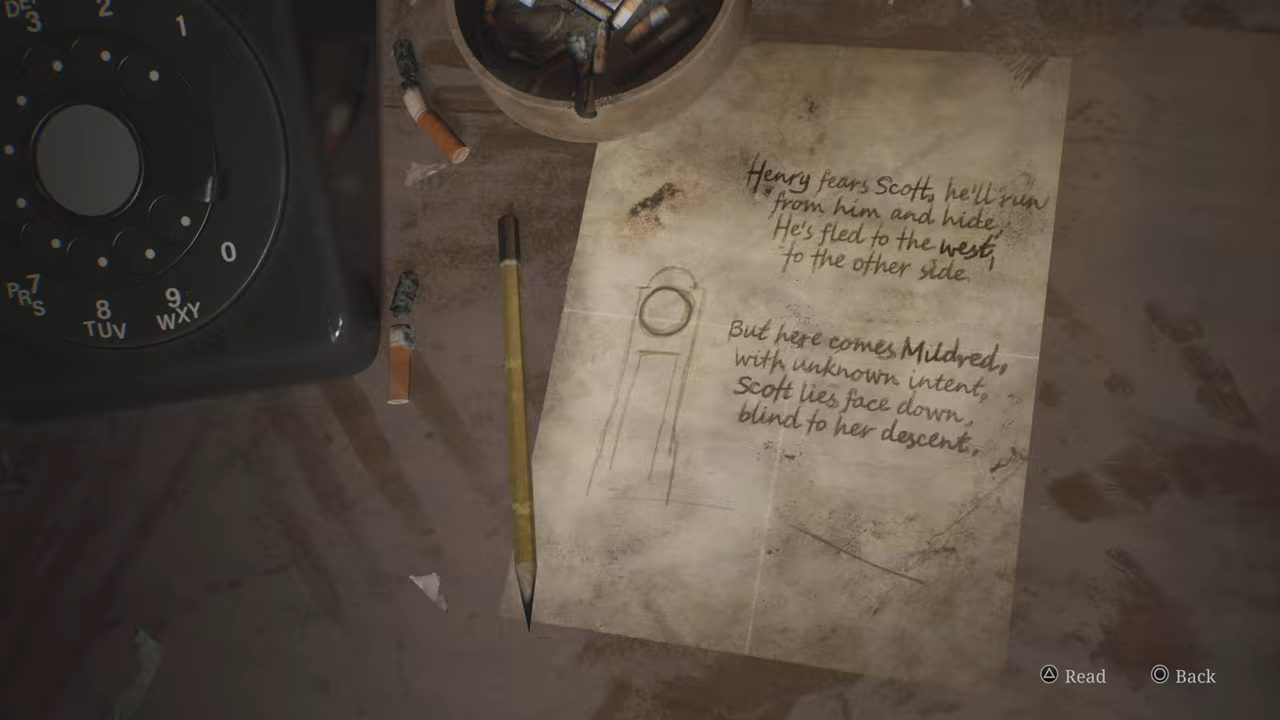 DEF
3
2
1
0
7
PRS
8
TUV
9
WXY
Henry fears Scott, he'll run
from him and hide,
He's fled to the west,
to the other side.
But here comes Mildred,
with unknown intent,
Scott lies face down,
blind to her descent.
Read
Back